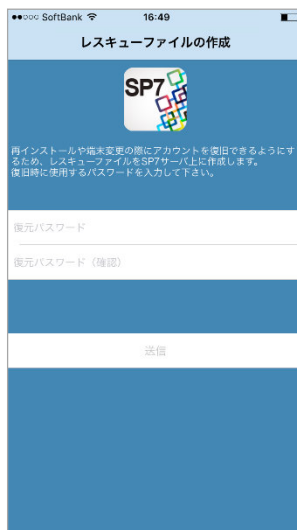 SoftBank 16:49
レスキューファイルの作成
SP7
再インストールや端末変更の際にアカウントを復旧できるようにす
るため、レスキューファイルをSP7サーバ上に作成します。
復旧時に使用するパスワードを入力して下さい。
復元パスワード
復元パスワード（確認）
送信